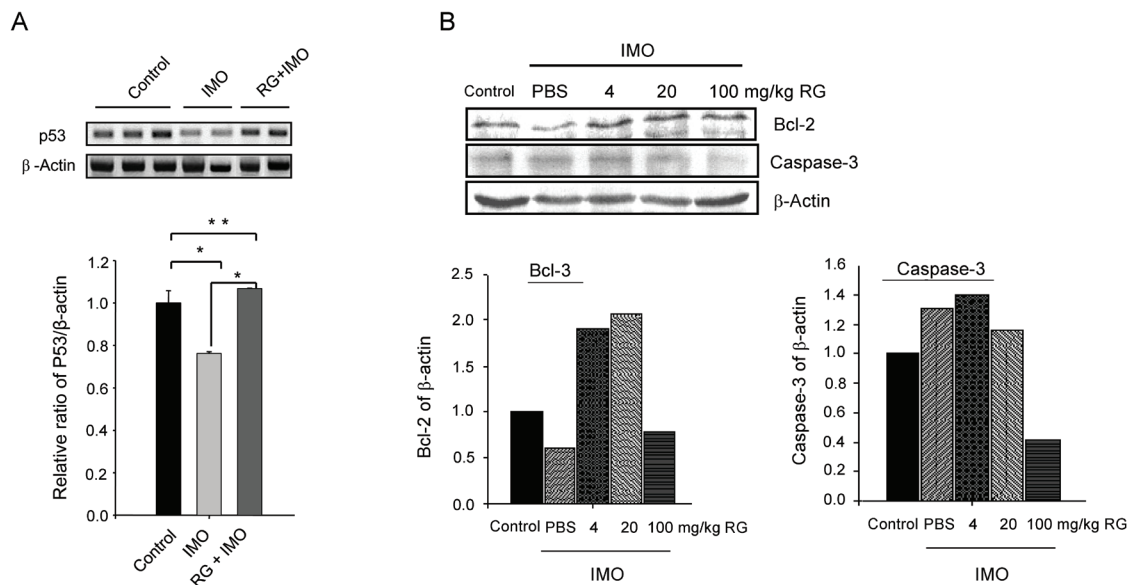 A
Control
IMO
RG+IMO
p53
β -Actin
* *
*
*
Relative ratio of P53/β-actin
1.2
1.0
0.8
0.6
0.4
0.2
0.0
Control
IMO
RG + IMO
B
IMO
Control PBS 4 20 100 mg/kg RG
Bcl-2
Caspase-3
β-Actin
Bcl-3
Bcl-2 of β-actin
2.5
2.0
1.5
1.0
0.5
0.0
Control PBS 4 20 100 mg/kg RG
IMO
Caspase-3
Caspase-3 of β-actin
1.6
1.4
1.2
1.0
1.4
0.6
0.4
0.2
0.0
Control PBS 4 20 100 mg/kg RG
IMO